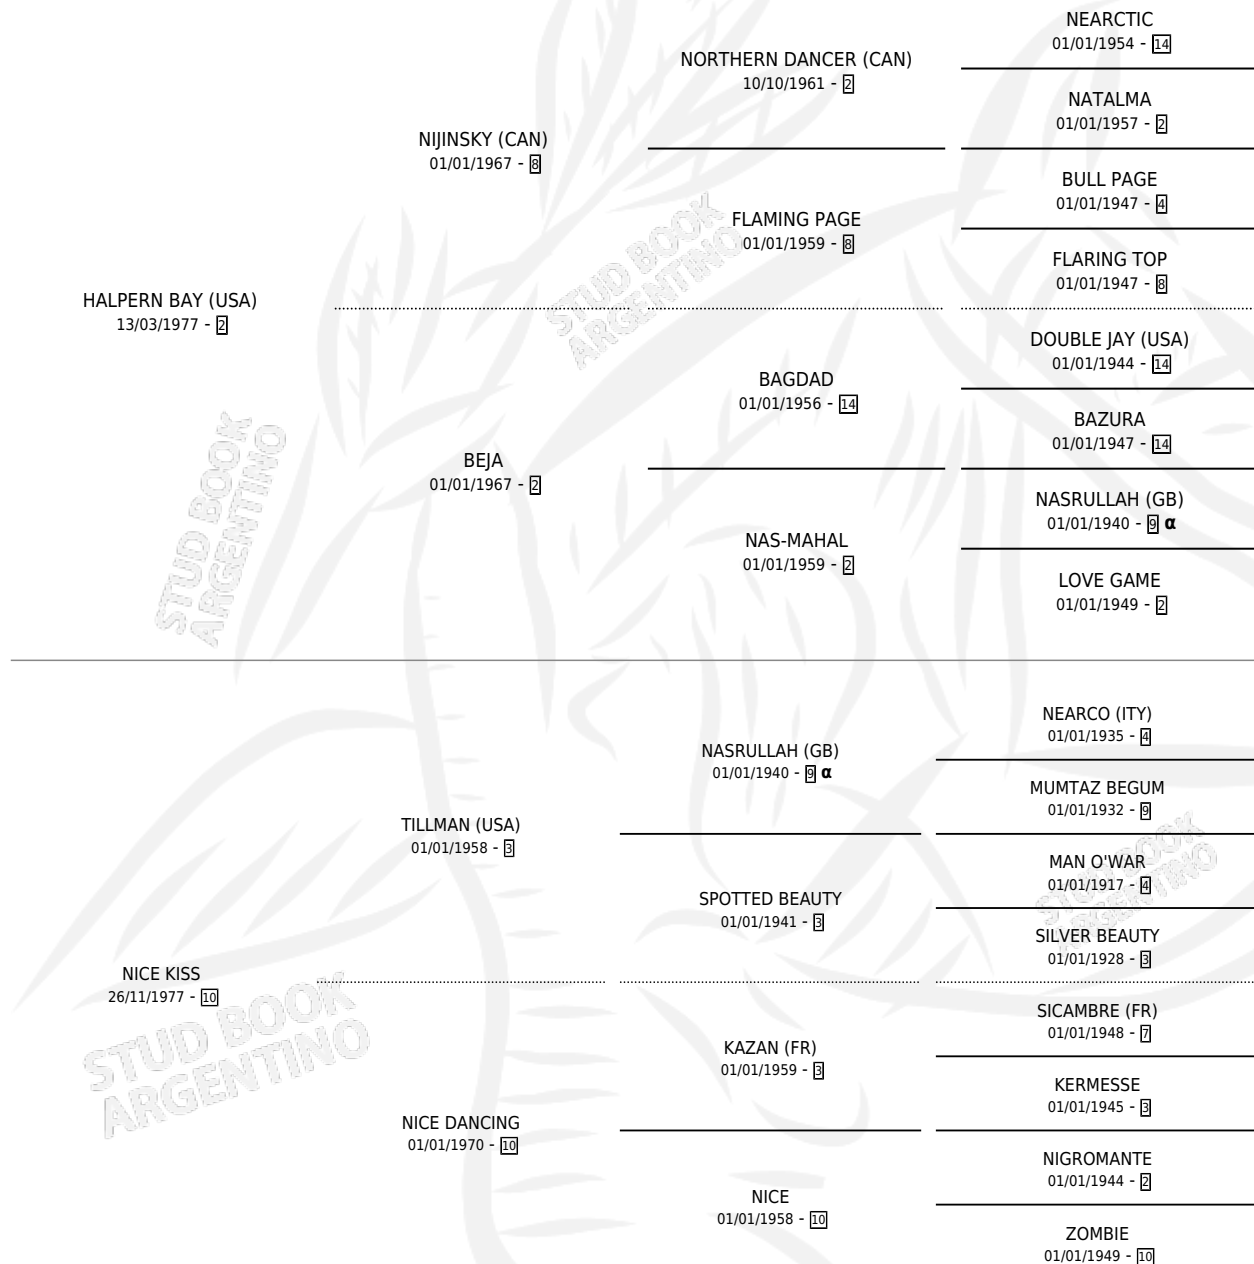 HALPERN BAY (USA)
13/03/1977 - 2
NIJINSKY (CAN)
01/01/1967 - 8
NORTHERN DANCER (CAN)
10/10/1961 - 2
NEARCTIC
01/01/1954 - 14
NATALMA
01/01/1957 - 2
FLAMING PAGE
01/01/1959 - 8
BULL PAGE
01/01/1947 - 4
FLARING TOP
01/01/1947 - 8
BEJA
01/01/1967 - 2
BAGDAD
01/01/1956 - 14
DOUBLE JAY (USA)
01/01/1944 - 14
BAZURA
01/01/1947 - 14
NAS-MAHAL
01/01/1959 - 2
NASRULLAH (GB)
01/01/1940 - 9 α
LOVE GAME
01/01/1949 - 2
STUD BOOK
ARGENTINO
STUD BOOK
ARGENTINO
NICE KISS
26/11/1977 - 10
TILLMAN (USA)
01/01/1958 - 3
NASRULLAH (GB)
01/01/1940 - 9 α
NEARCO (ITY)
01/01/1935 - 4
MUMTAZ BEGUM
01/01/1932 - 9
SPOTTED BEAUTY
01/01/1941 - 3
MAN O'WAR
01/01/1917 - 4
SILVER BEAUTY
01/01/1928 - 3
NICE DANCING
01/01/1970 - 10
KAZAN (FR)
01/01/1959 - 3
SICAMBRE (FR)
01/01/1948 - 7
KERMESSE
01/01/1945 - 3
NICE
01/01/1958 - 10
NIGROMANTE
01/01/1944 - 2
ZOMBIE
01/01/1949 - 10
STUD BOOK
ARGENTINO
STUD BOOK
ARGENTINO